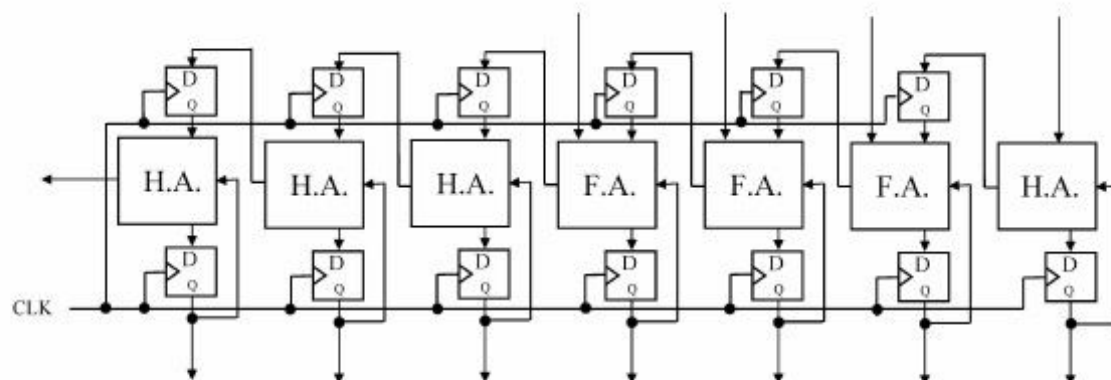 D D D D D D
Q Q Q Q Q Q
H.A. H.A. H.A. F.A. F.A. F.A. H.A.
D D D D D D D
CLK Q Q Q Q Q Q Q